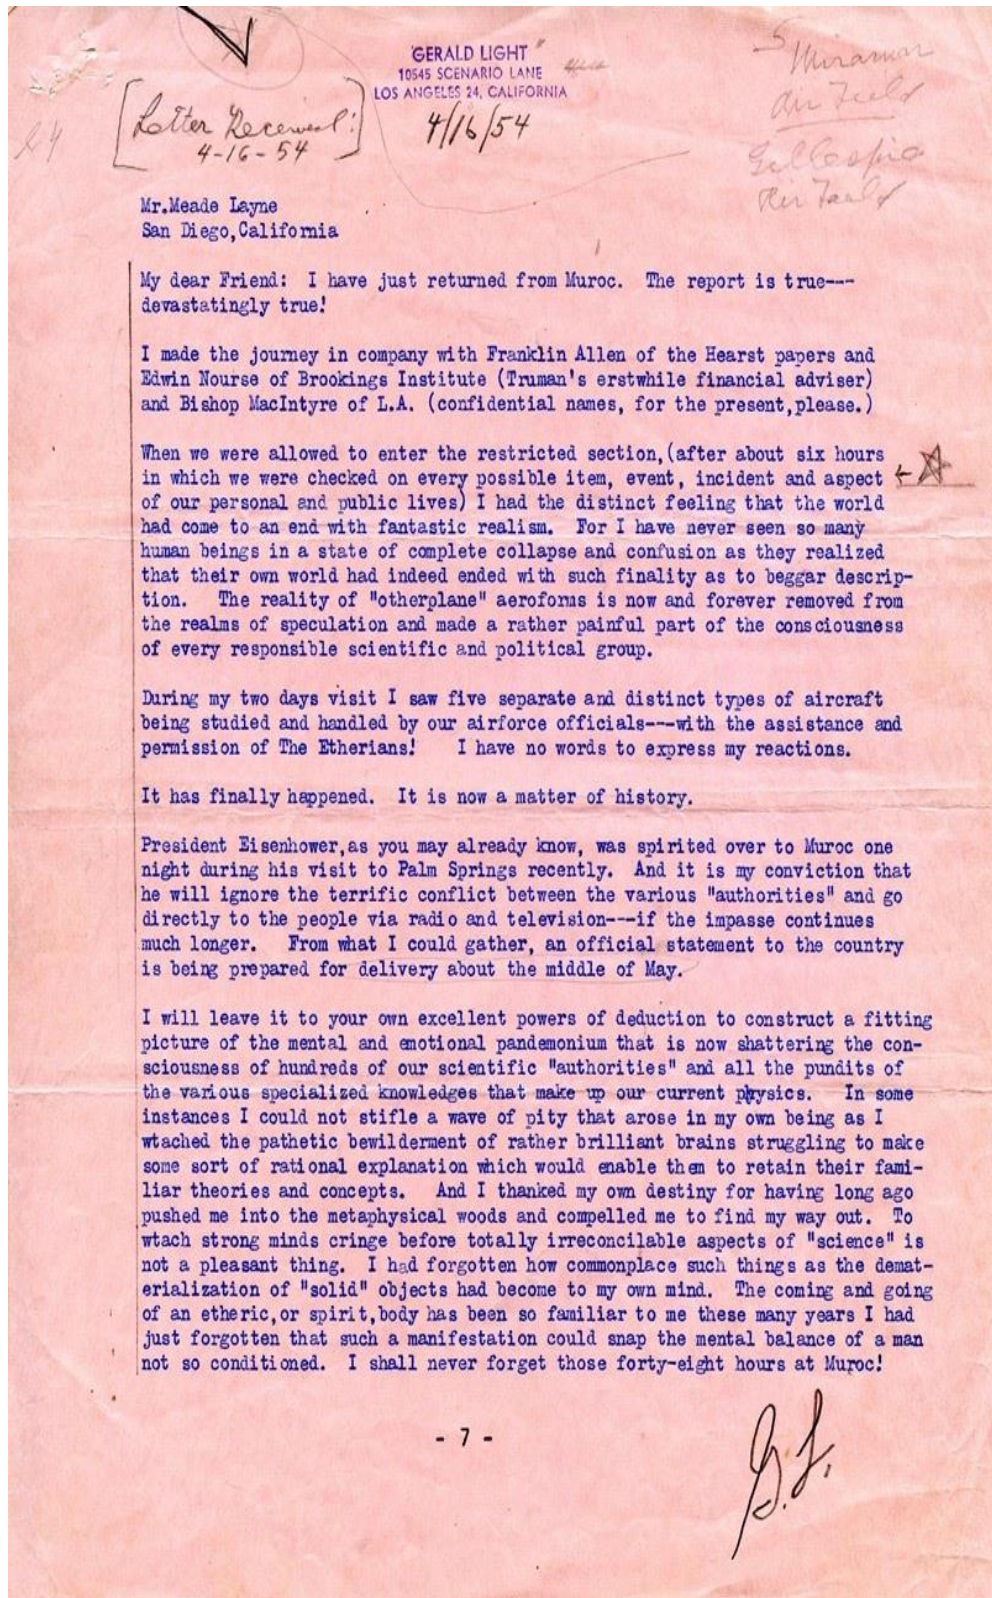 "GERALD LIGHT"
10545 SCENARIO LANE
LOS ANGELES 24, CALIFORNIA
4/16/54
[Letter Received:
4-16-54]
Miramar
Air Field
Gillespie
Air Field
24
Mr.Meade Layne
San Diego,California
My dear Friend: I have just returned from Muroc. The report is true---
devastatingly true!
I made the journey in company with Franklin Allen of the Hearst papers and
Edwin Nourse of Brookings Institute (Truman's erstwhile financial adviser)
and Bishop MacIntyre of L.A. (confidential names, for the present,please.)
When we were allowed to enter the restricted section,(after about six hours
in which we were checked on every possible item, event, incident and aspect
of our personal and public lives) I had the distinct feeling that the world
had come to an end with fantastic realism. For I have never seen so many
human beings in a state of complete collapse and confusion as they realized
that their own world had indeed ended with such finality as to beggar descrip-
tion. The reality of "otherplane" aeroforms is now and forever removed from
the realms of speculation and made a rather painful part of the consciousness
of every responsible scientific and political group.
During my two days visit I saw five separate and distinct types of aircraft
being studied and handled by our airforce officials---with the assistance and
permission of The Etherians! I have no words to express my reactions.
It has finally happened. It is now a matter of history.
President Eisenhower,as you may already know, was spirited over to Muroc one
night during his visit to Palm Springs recently. And it is my conviction that
he will ignore the terrific conflict between the various "authorities" and go
directly to the people via radio and television---if the impasse continues
much longer. From what I could gather, an official statement to the country
is being prepared for delivery about the middle of May.
I will leave it to your own excellent powers of deduction to construct a fitting
picture of the mental and emotional pandemonium that is now shattering the con-
sciousness of hundreds of our scientific "authorities" and all the pundits of
the various specialized knowledges that make up our current physics. In some
instances I could not stifle a wave of pity that arose in my own being as I
wtached the pathetic bewilderment of rather brilliant brains struggling to make
some sort of rational explanation which would enable them to retain their fami-
liar theories and concepts. And I thanked my own destiny for having long ago
pushed me into the metaphysical woods and compelled me to find my way out. To
wtach strong minds cringe before totally irreconcilable aspects of "science" is
not a pleasant thing. I had forgotten how commonplace such things as the demat-
erialization of "solid" objects had become to my own mind. The coming and going
of an etheric,or spirit,body has been so familiar to me these many years I had
just forgotten that such a manifestation could snap the mental balance of a man
not so conditioned. I shall never forget those forty-eight hours at Muroc!
- 7 -
G.L.